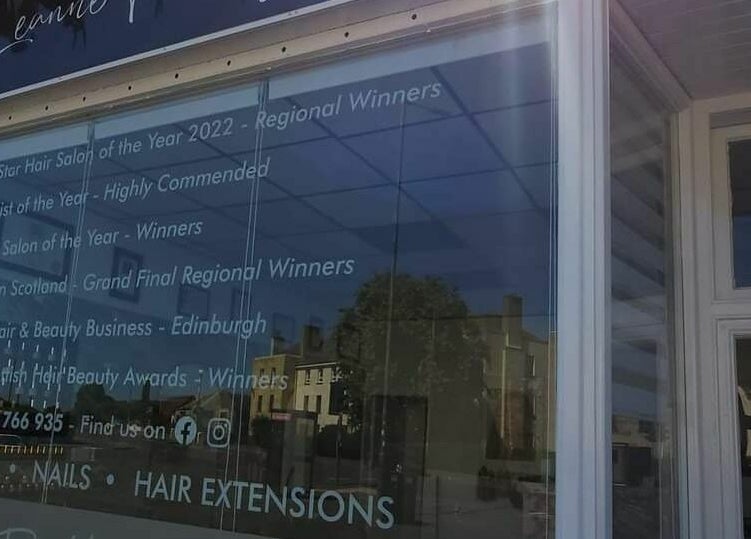 eanne
Star Hair Salon of the Year 2022 - Regional Winners
ist of the Year - Highly Commended
Salon of the Year - Winners
n Scotland - Grand Final Regional Winners
air & Beauty Business - Edinburgh
ttish Hair Beauty Awards - Winners
766 935 - Find us on
• NAILS • HAIR EXTENSIONS